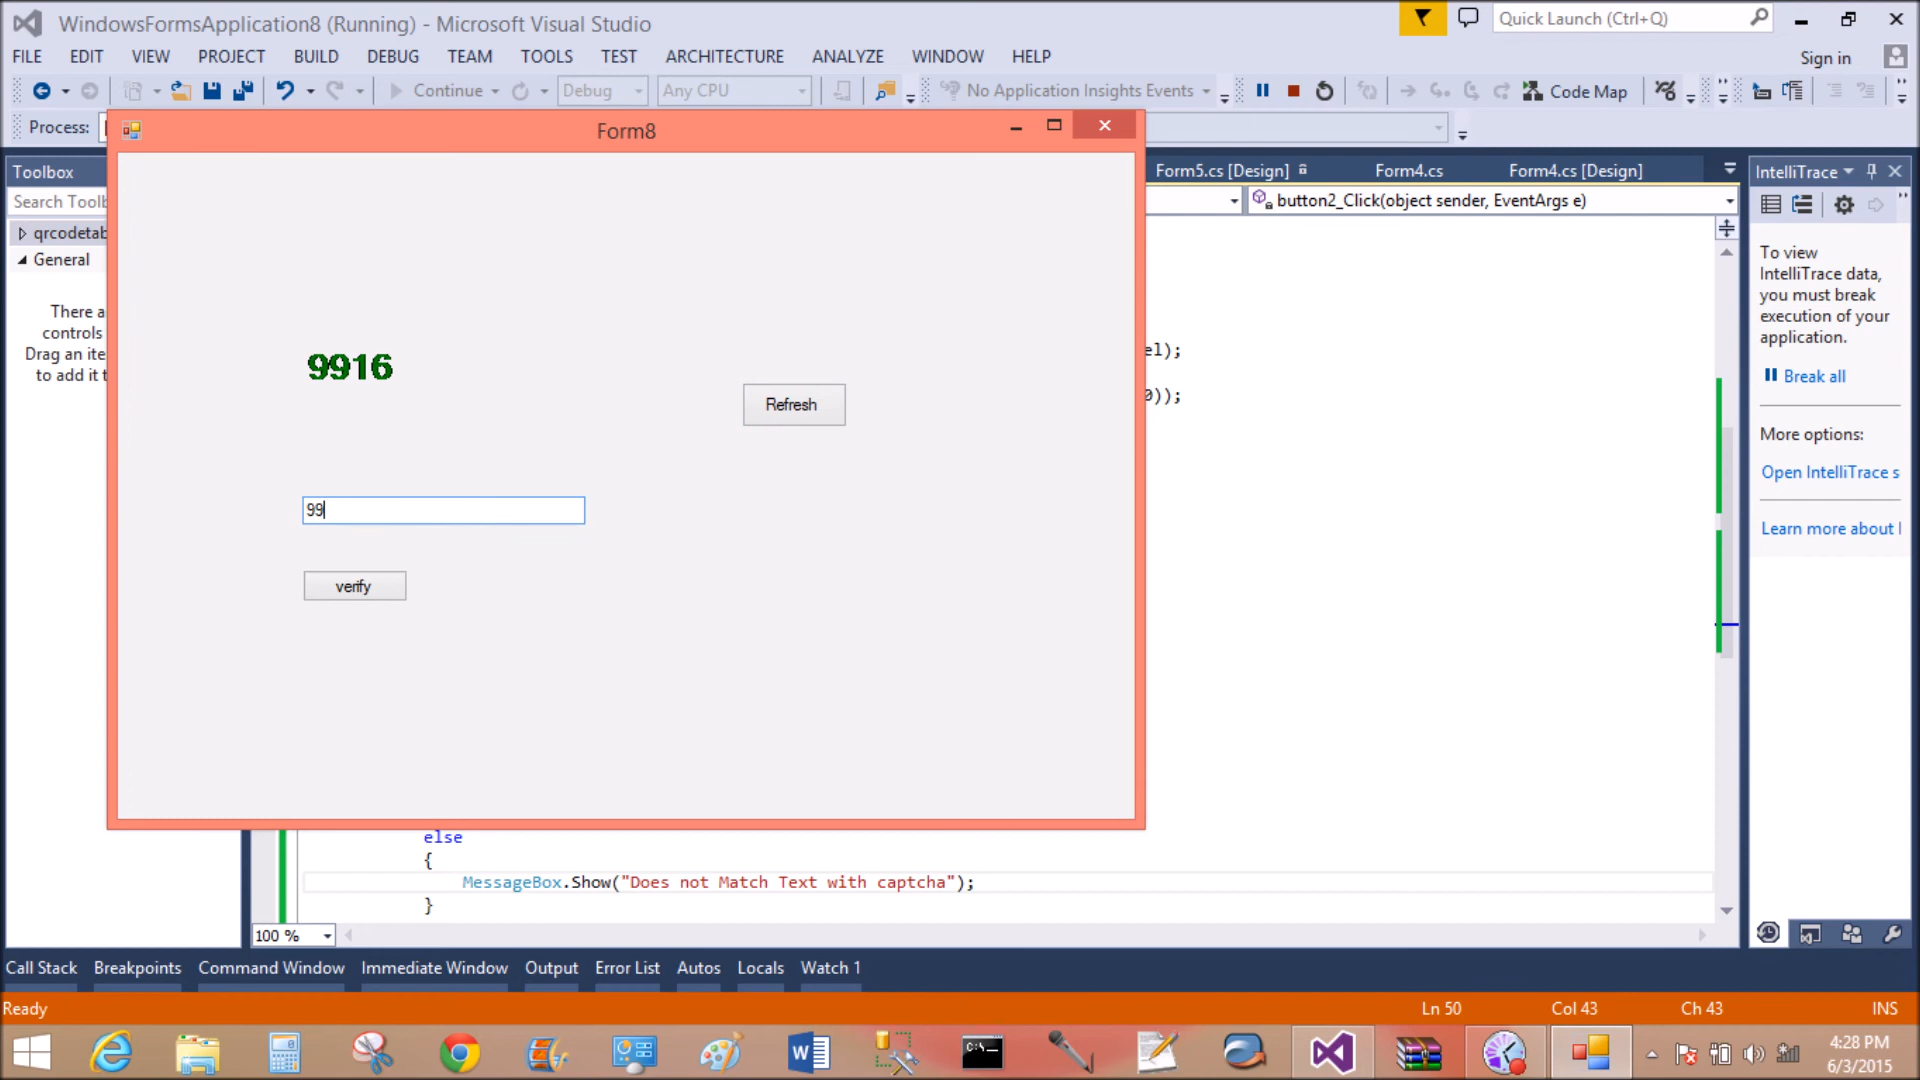 WindowsFormsApplication8 (Running) - Microsoft Visual Studio
Quick Launch (Ctrl+Q)
FILE EDIT VIEW PROJECT BUILD DEBUG TEAM TOOLS TEST ARCHITECTURE ANALYZE WINDOW HELP
Sign in
Continue Debug Any CPU No Application Insights Events Code Map
Process:
Form8
Toolbox
Form5.cs [Design] Form4.cs Form4.cs [Design]
IntelliTrace
Search Toolb
button2_Click(object sender, EventArgs e)
qrcodetab
General
There a
controls
Drag an ite
to add it t
To view
IntelliTrace data,
you must break
execution of your
application.
Break all
More options:
Open IntelliTrace s
Learn more about I
el);
0));
9916
Refresh
99
verify
else
{
MessageBox.Show("Does not Match Text with captcha");
}
100 %
Call Stack Breakpoints Command Window Immediate Window Output Error List Autos Locals Watch 1
Ready Ln 50 Col 43 Ch 43 INS
4:28 PM
6/3/2015